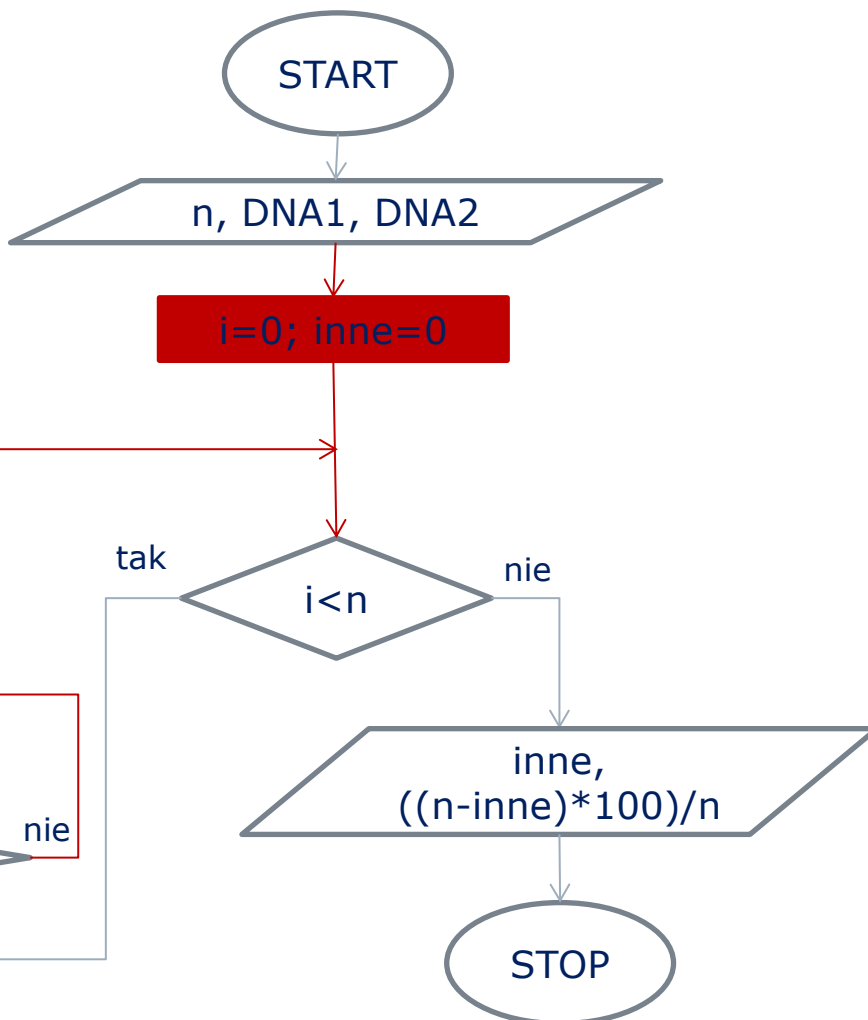 START
n, DNA1, DNA2
i=0; inne=0
tak
nie
i<n
inne,
((n-inne)*100)/n
nie
STOP